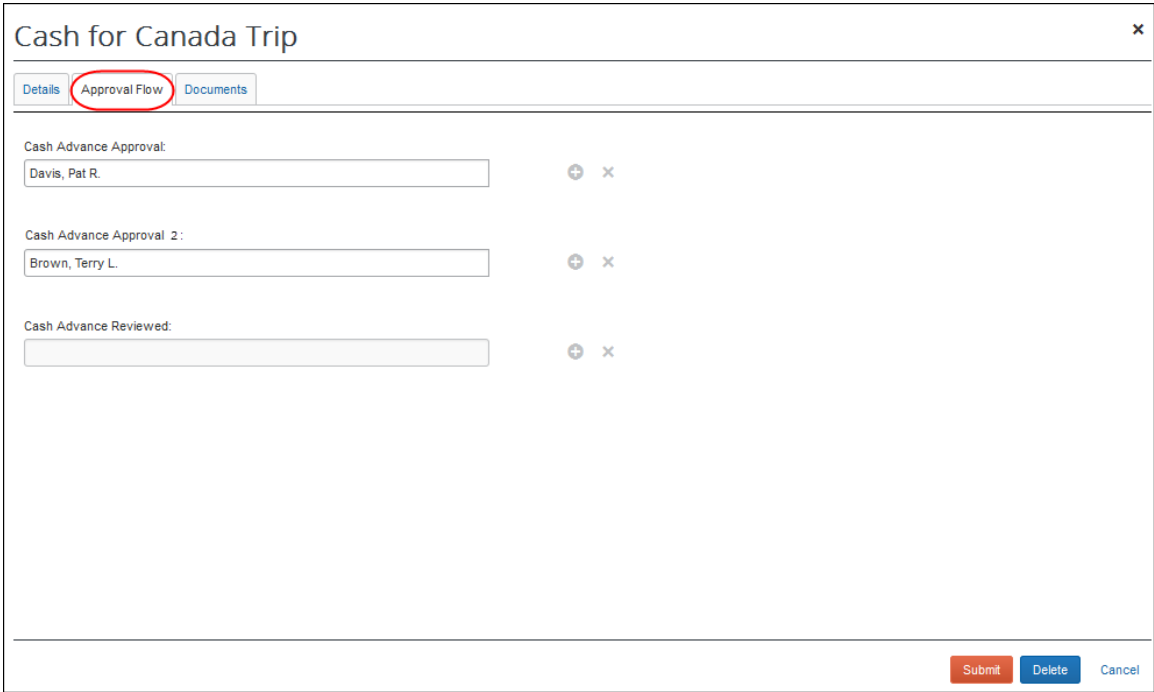 Cash for Canada Trip
Details Approval Flow Documents
Cash Advance Approval:
Davis, Pat R.
Cash Advance Approval 2:
Brown, Terry L.
Cash Advance Reviewed:
Submit Delete Cancel